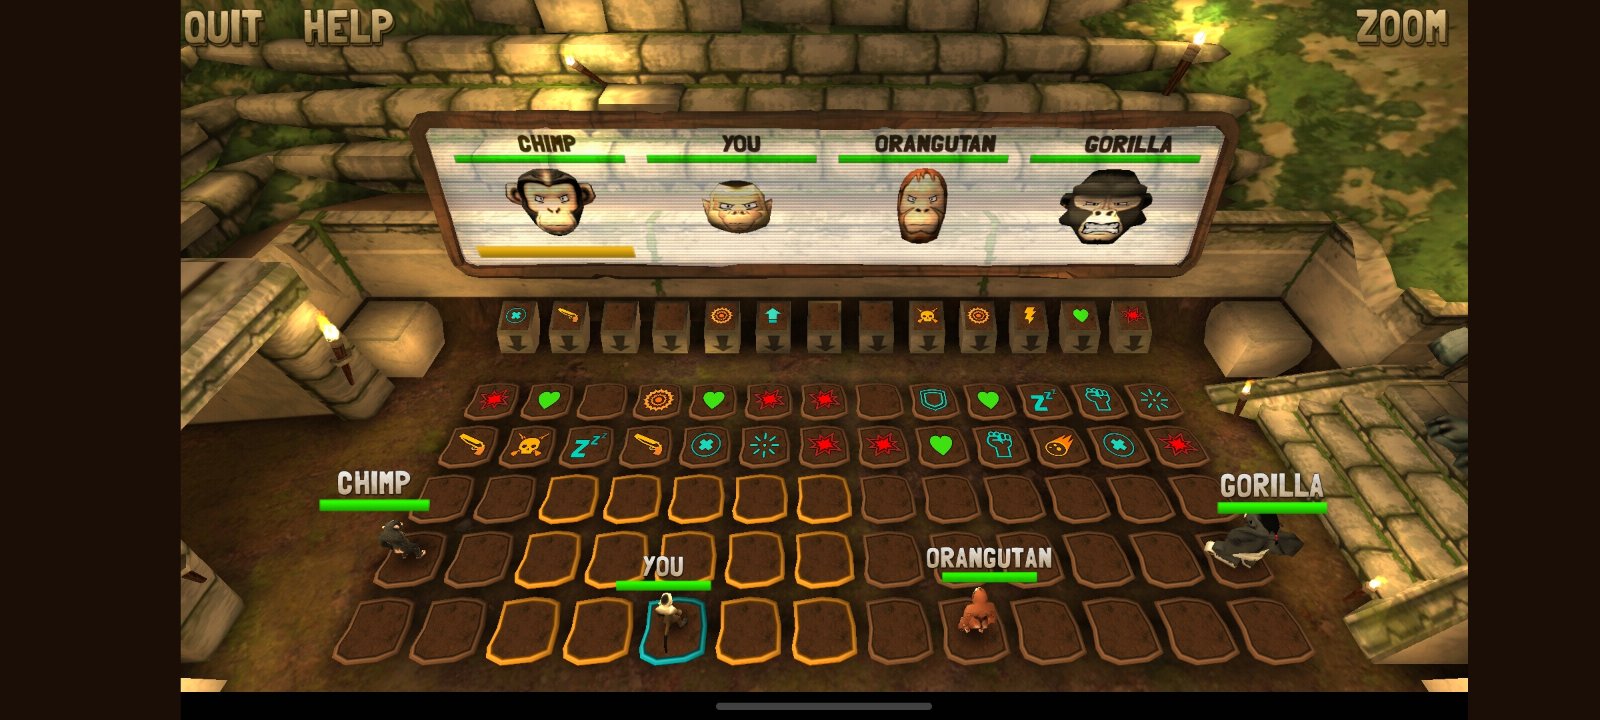 QUIT HELP ZOOM
CHIMP YOU ORANGUTAN GORILLA
Z Z Z
Z Z Z
CHIMP GORILLA
YOU ORANGUTAN